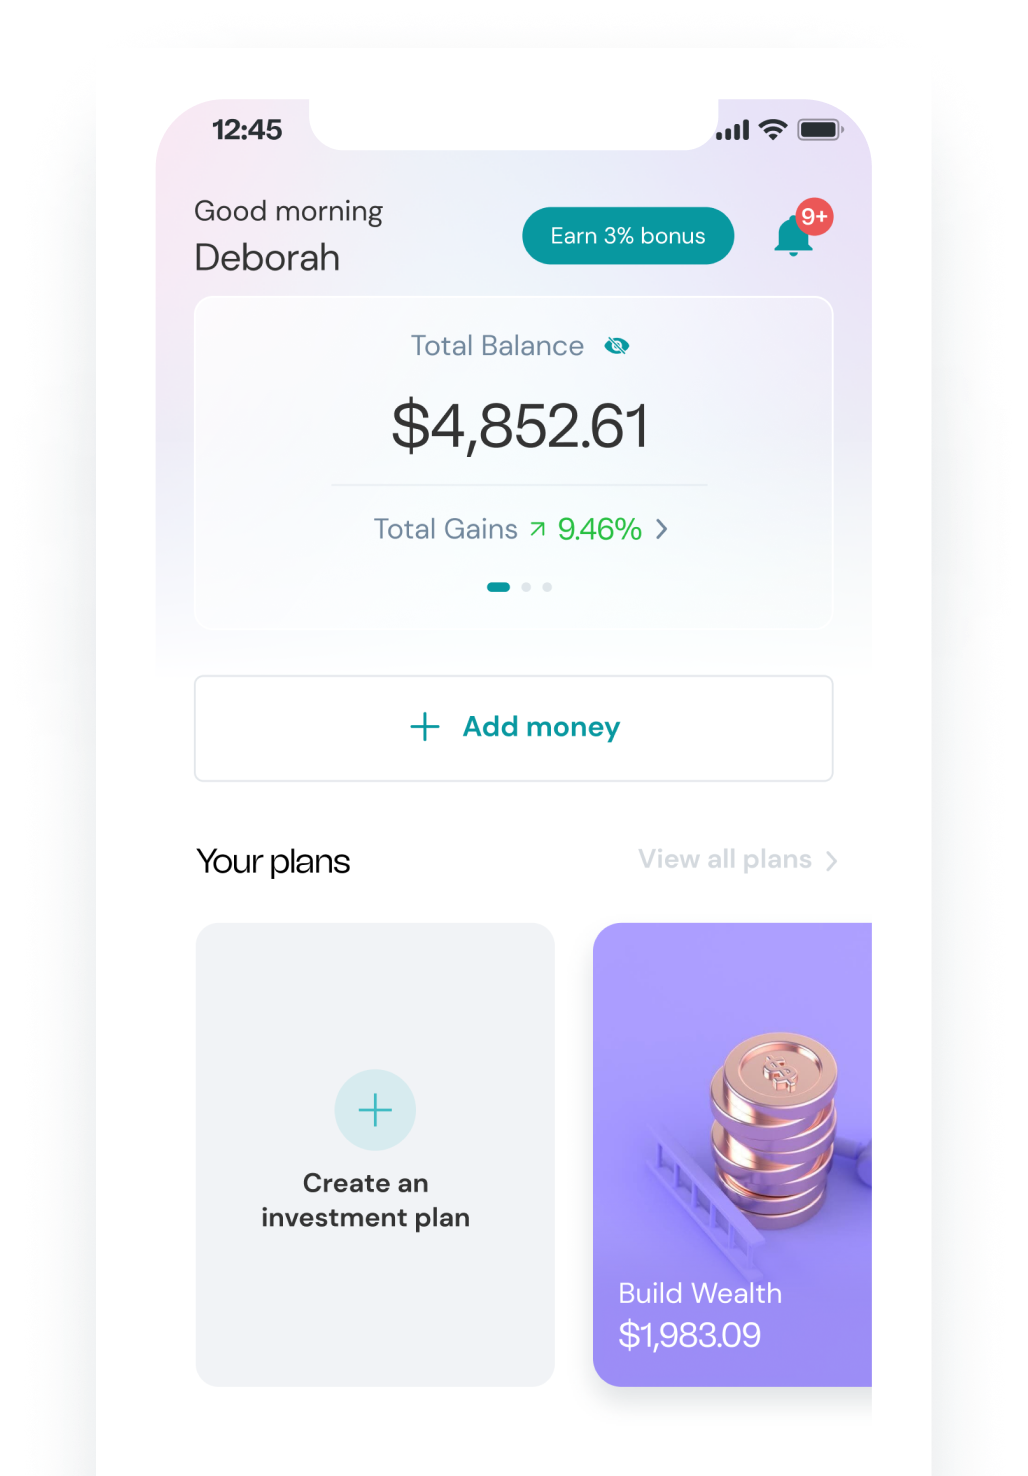 12:45
Good morning
Deborah
Earn 3% bonus
9+
Total Balance
$4,852.61
Total Gains 9.46%
Add money
Your plans
View all plans
Create an
investment plan
Build Wealth
$1,983.09